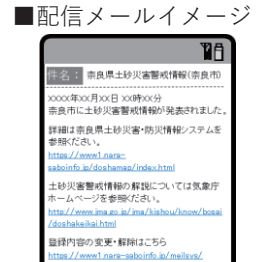 ■配信メールイメージ
件名： 奈良県土砂災害警戒情報(奈良市)
xxxx年xx月xx日 xx時xx分
奈良市に土砂災害警戒情報が発表されました。
詳細は奈良県土砂災害・防災情報システムを
参照ください。
https://www1.nara-
saboinfo.jp/doshamap/index.html
土砂災害警戒情報の解説については気象庁
ホームページを参照ください。
http://www.jma.go.jp/jma/kishou/know/bosai
/doshakeikai.html
登録内容の変更・解除はこちら
https://www1.nara-saboinfo.jp/mailsys/